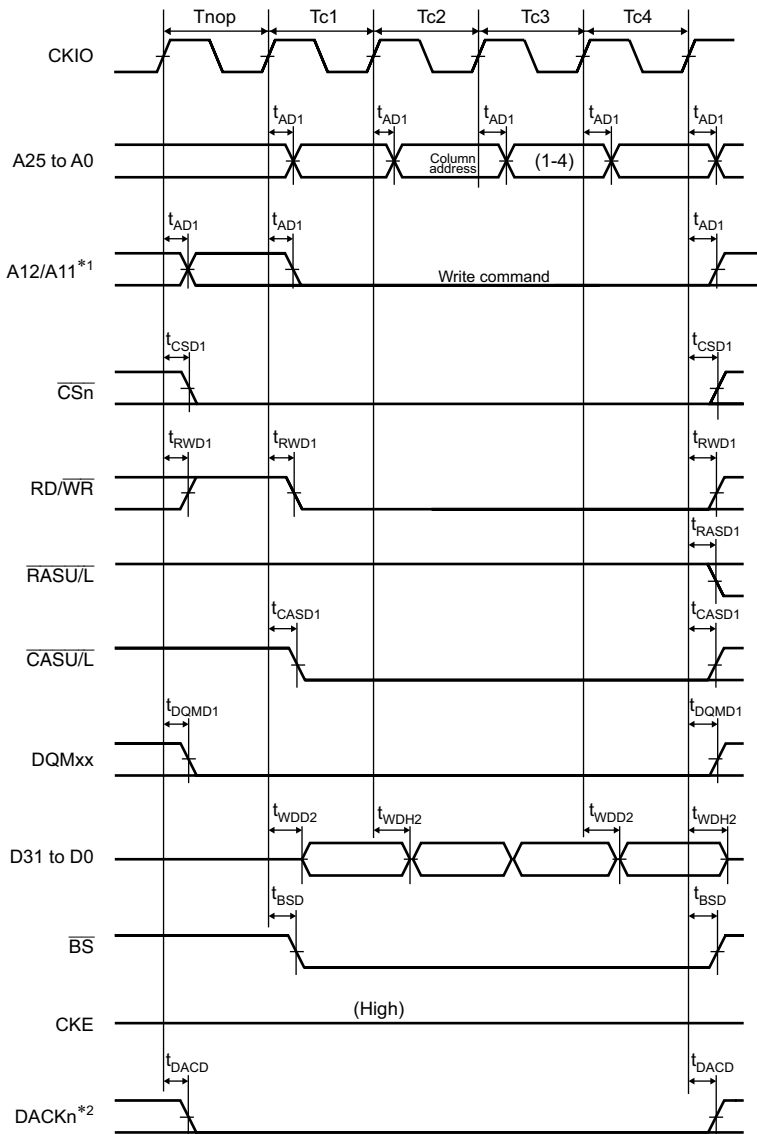 Tnop Tc1 Tc2 Tc3 Tc4
CKIO
tAD1 tAD1 tAD1 tAD1 tAD1
A25 to A0
Column
address
(1-4)
tAD1 tAD1 tAD1
A12/A11*1
Write command
tCSD1 tCSD1
CSn
tRWD1 tRWD1 tRWD1
RD/WR
tRASD1
RASU/L
tCASD1 tCASD1
CASU/L
tDQMD1 tDQMD1
DQMxx
tWDD2 tWDH2 tWDD2 tWDH2
D31 to D0
tBSD tBSD
BS
(High)
CKE
tDACD tDACD
DACKn*2